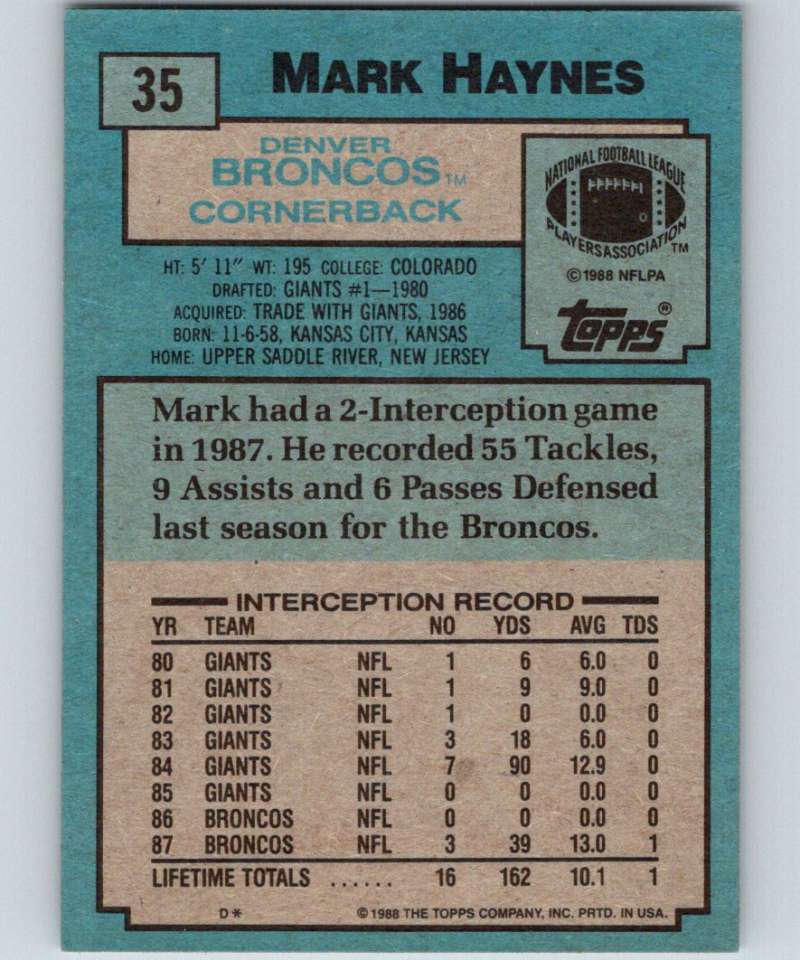 35
MARK HAYNES
DENVER
BRONCOS TM
CORNERBACK
NATIONAL FOOTBALL LEAGUE
PLAYERS ASSOCIATION TM
©1988 NFLPA
TOPPS®
HT: 5' 11" WT: 195 COLLEGE: COLORADO
DRAFTED: GIANTS #1—1980
ACQUIRED: TRADE WITH GIANTS, 1986
BORN: 11-6-58, KANSAS CITY, KANSAS
HOME: UPPER SADDLE RIVER, NEW JERSEY
Mark had a 2-Interception game
in 1987. He recorded 55 Tackles,
9 Assists and 6 Passes Defensed
last season for the Broncos.
INTERCEPTION RECORD
YR TEAM NO YDS AVG TDS
80 GIANTS NFL 1 6 6.0 0
81 GIANTS NFL 1 9 9.0 0
82 GIANTS NFL 1 0 0.0 0
83 GIANTS NFL 3 18 6.0 0
84 GIANTS NFL 7 90 12.9 0
85 GIANTS NFL 0 0 0.0 0
86 BRONCOS NFL 0 0 0.0 0
87 BRONCOS NFL 3 39 13.0 1
LIFETIME TOTALS ...... 16 162 10.1 1
D* ©1988 THE TOPPS COMPANY, INC. PRTD. IN USA.